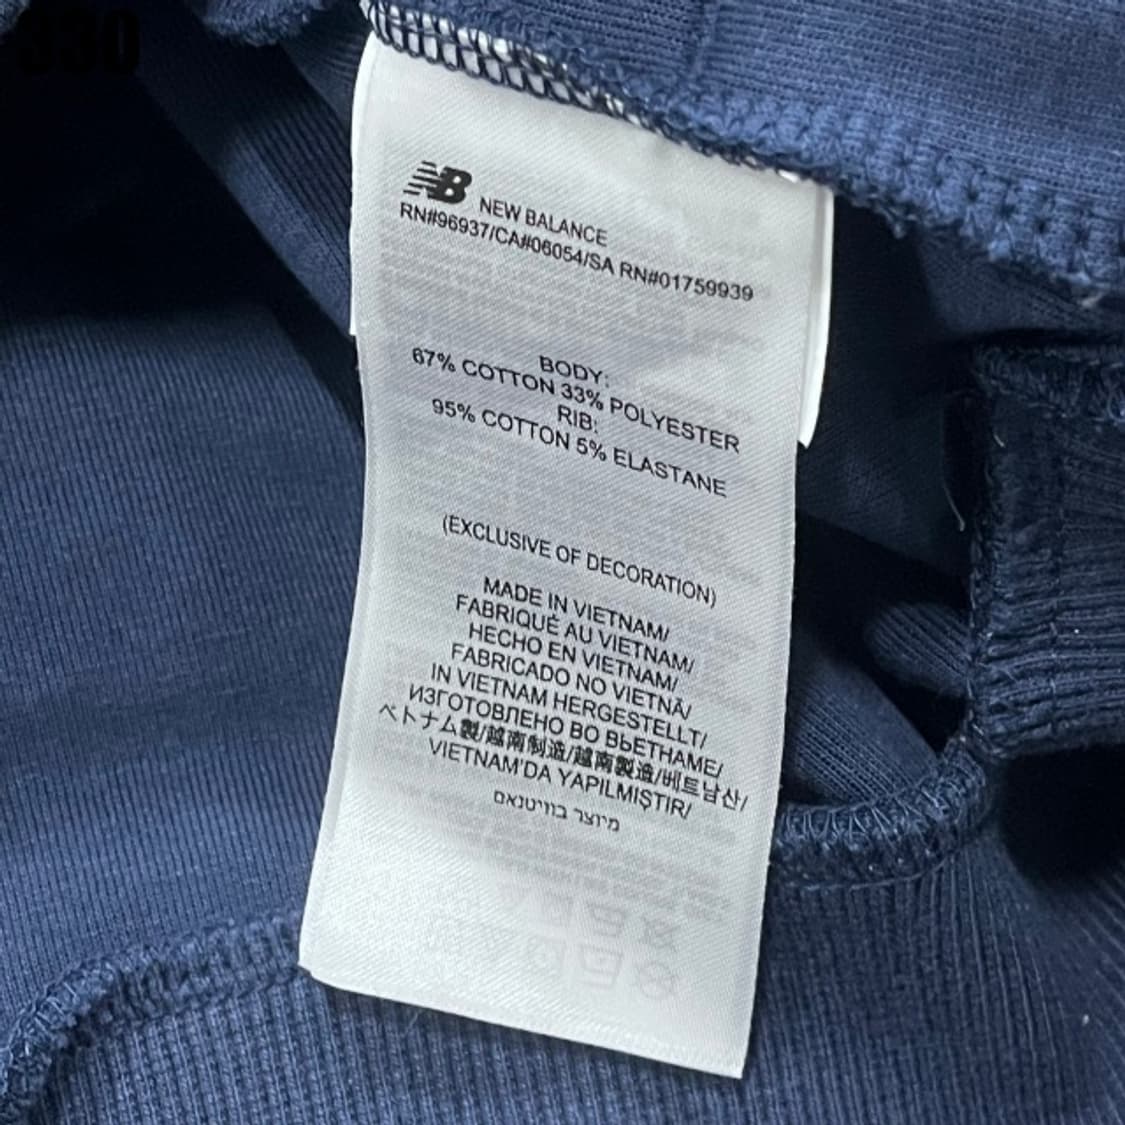 330
NB NEW BALANCE
RN#96937/CA#06054/SA RN#01759939
BODY:
67% COTTON 33% POLYESTER
RIB:
95% COTTON 5% ELASTANE
(EXCLUSIVE OF DECORATION)
MADE IN VIETNAM/
FABRIQUÉ AU VIETNAM/
HECHO EN VIETNAM/
FABRICADO NO VIETNÃ/
IN VIETNAM HERGESTELLT/
ИЗГОТОВЛЕНО ВО ВЬЕТНАМЕ/
ベトナム製/越南制造/越南製造/베트남산/
VIETNAM'DA YAPILMIŞTIR/
מיוצר בוויטנאם